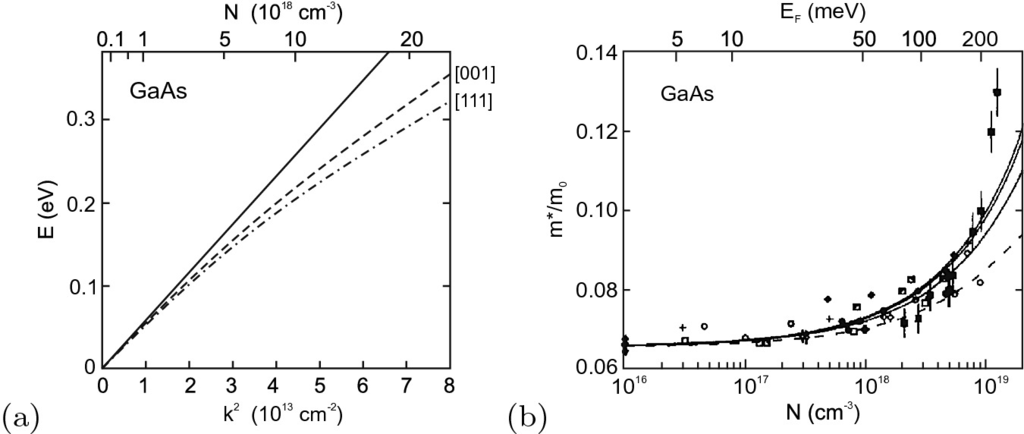 N (10^18 cm^-3)
0.1 1 5 10 20
GaAs
[001]
[111]
0.3
0.2
0.1
0
E (eV)
0 1 2 3 4 5 6 7 8
k^2 (10^13 cm^-2)
(a)
E_F (meV)
5 10 50 100 200
GaAs
0.14
0.12
0.10
0.08
0.06
m*/m_0
10^16 10^17 10^18 10^19
N (cm^-3)
(b)